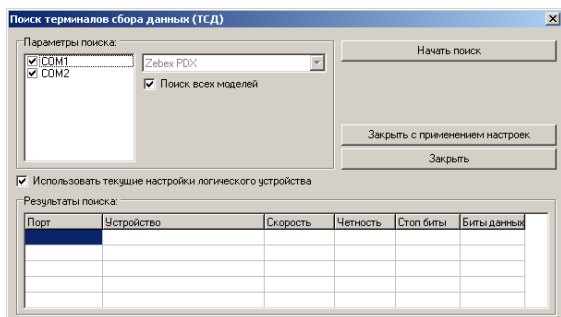 Поиск терминалов сбора данных (ТСД)
Параметры поиска:
COM1
COM2
Zebex PDX
Поиск всех моделей
Начать поиск
Закрыть с применением настроек
Закрыть
Использовать текущие настройки логического устройства
Результаты поиска:
Порт Устройство Скорость Четность Стоп биты Биты данных